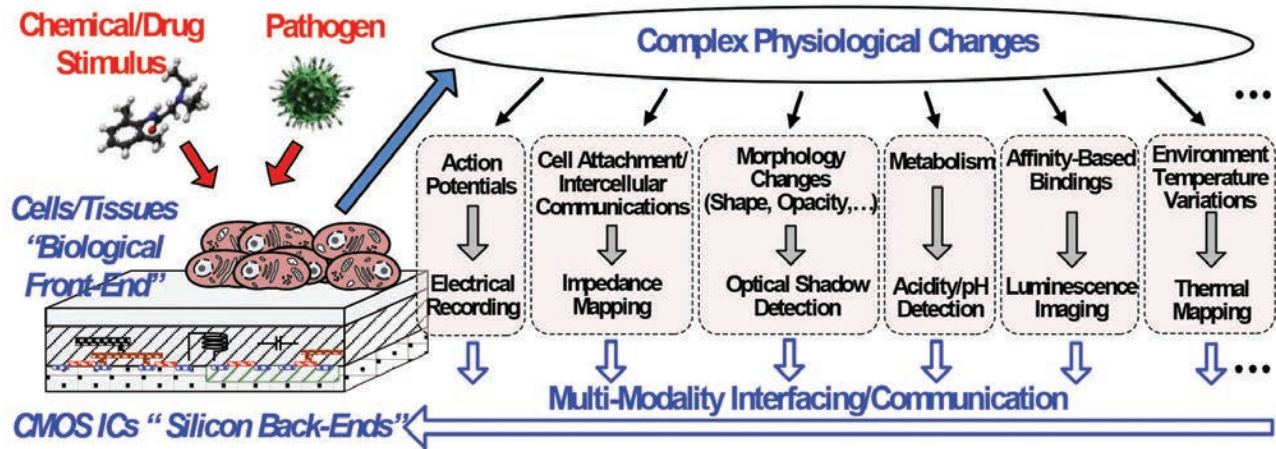 Chemical/Drug
Stimulus
Pathogen
Complex Physiological Changes
•••
Action
Potentials
Electrical
Recording
Cell Attachment/
Intercellular
Communications
Impedance
Mapping
Morphology
Changes
(Shape, Opacity,…)
Optical Shadow
Detection
Metabolism
Acidity/pH
Detection
Affinity-Based
Bindings
Luminescence
Imaging
Environment
Temperature
Variations
Thermal
Mapping
•••
Cells/Tissues
“Biological
Front-End”
Multi-Modality Interfacing/Communication
CMOS ICs “ Silicon Back-Ends”